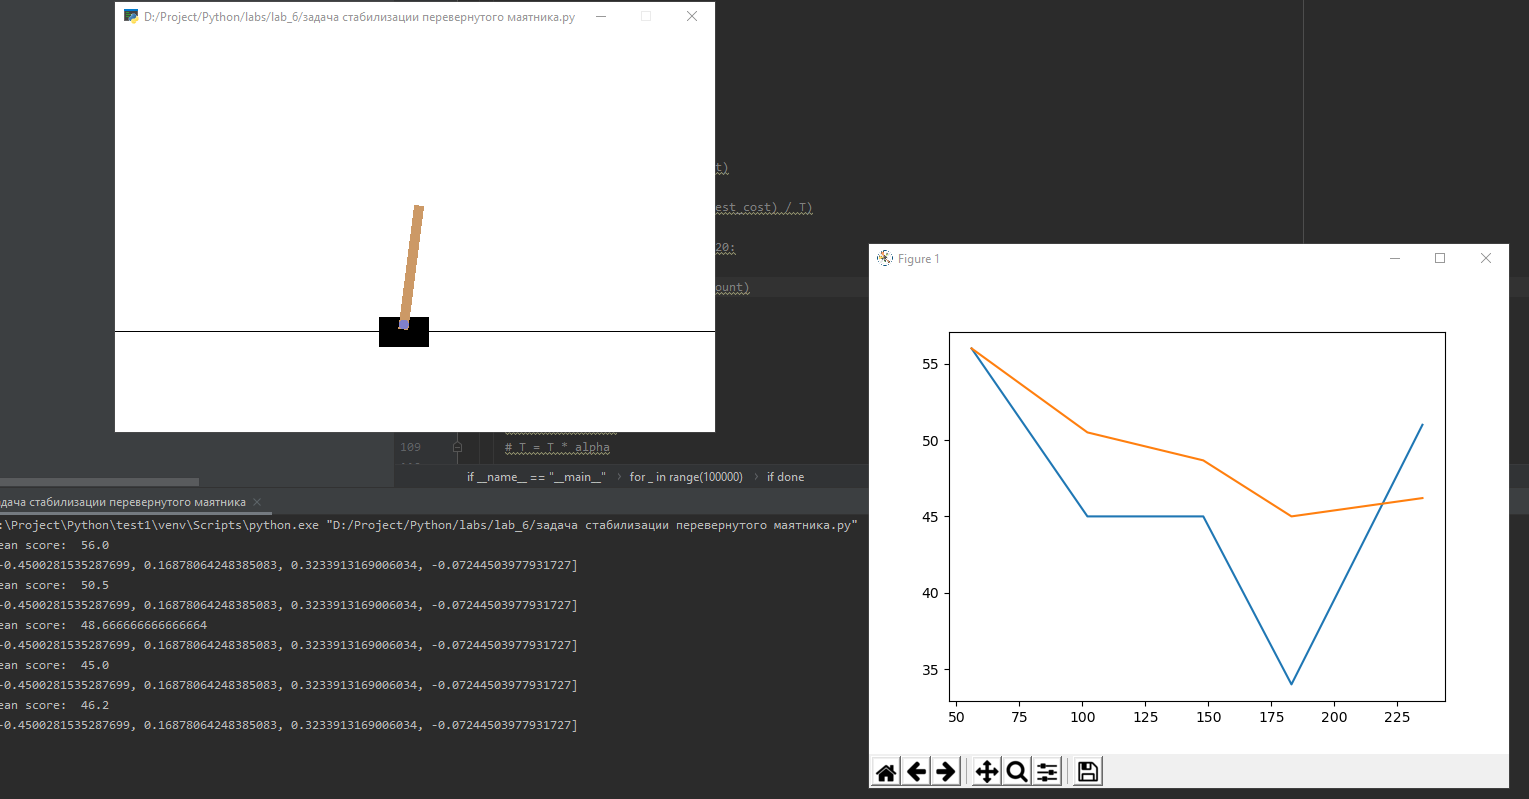 D:/Project/Python/labs/lab_6/задача стабилизации перевернутого маятника.py
t)
est_cost) / T)
20:
ount)
109
# T = T * alpha
if __name__ == "__main__" › for _ in range(100000) › if done
дача стабилизации перевернутого маятника ×
:\Project\Python\test1\venv\Scripts\python.exe "D:/Project/Python/labs/lab_6/задача стабилизации перевернутого маятника.py"
ean score:  56.0
-0.4500281535287699, 0.16878064248385083, 0.3233913169006034, -0.07244503977931727]
ean score:  50.5
-0.4500281535287699, 0.16878064248385083, 0.3233913169006034, -0.07244503977931727]
ean score:  48.666666666666664
-0.4500281535287699, 0.16878064248385083, 0.3233913169006034, -0.07244503977931727]
ean score:  45.0
-0.4500281535287699, 0.16878064248385083, 0.3233913169006034, -0.07244503977931727]
ean score:  46.2
-0.4500281535287699, 0.16878064248385083, 0.3233913169006034, -0.07244503977931727]
Figure 1
55
50
45
40
35
50 75 100 125 150 175 200 225